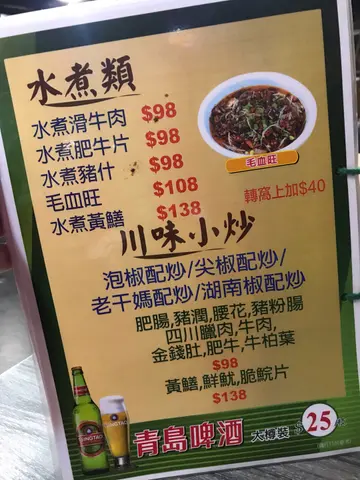 水煮類
水煮滑牛肉 $98
水煮肥牛片 $98
水煮豬什 $98
毛血旺 $108
水煮黃鱔 $138
毛血旺
轉窩上加$40
川味小炒
泡椒配炒/尖椒配炒/
老干媽配炒/湖南椒配炒
肥腸,豬潤,腰花,豬粉腸
四川臘肉,牛肉,
金錢肚,肥牛,牛柏葉
$98
黃鱔,鮮魷,脆脘片
$138
青島啤酒 大樽裝 25
TSINGTAO